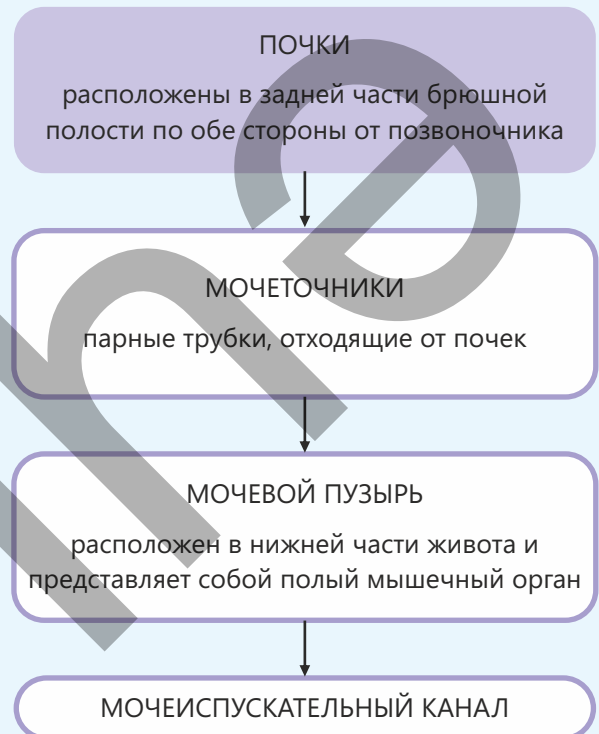 ПОЧКИ
расположены в задней части брюшной
полости по обе стороны от позвоночника
МОЧЕТОЧНИКИ
парные трубки, отходящие от почек
МОЧЕВОЙ ПУЗЫРЬ
расположен в нижней части живота и
представляет собой полый мышечный орган
МОЧЕИСПУСКАТЕЛЬНЫЙ КАНАЛ